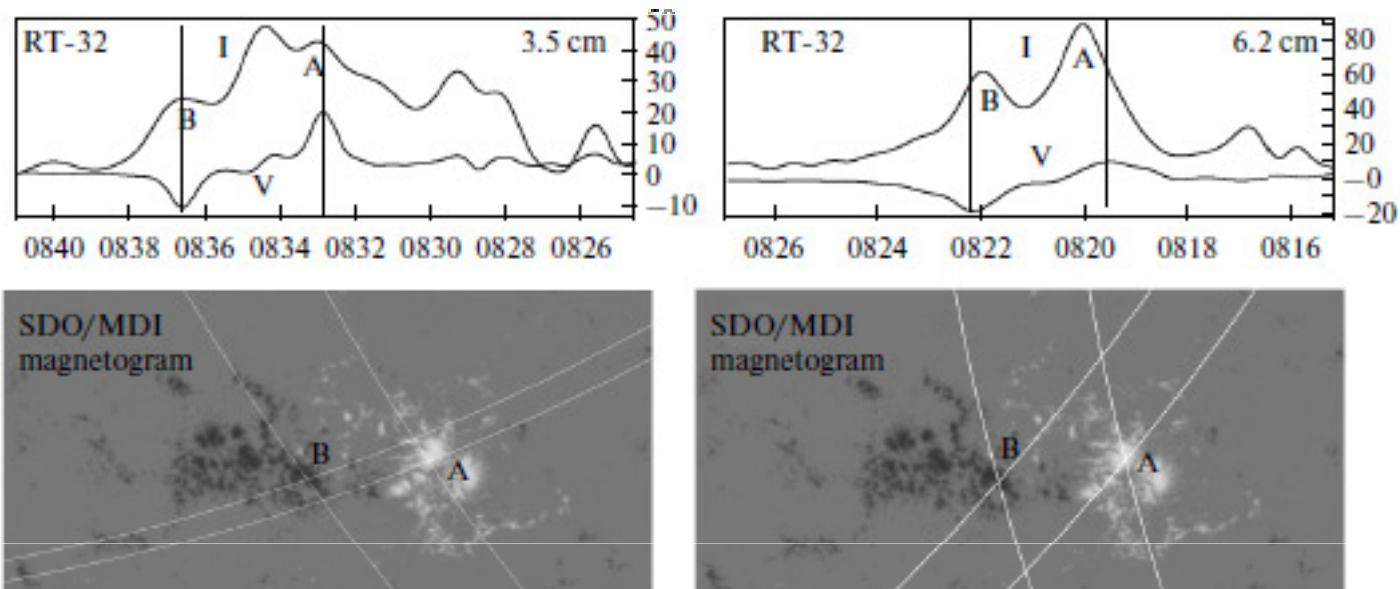 RT-32
I
3.5 cm
A
B
V
50
40
30
20
10
0
−10
0840 0838 0836 0834 0832 0830 0828 0826
RT-32
I
6.2 cm
A
B
V
80
60
40
20
−0
−20
0826 0824 0822 0820 0818 0816
SDO/MDI
magnetogram
B
A
SDO/MDI
magnetogram
B
A